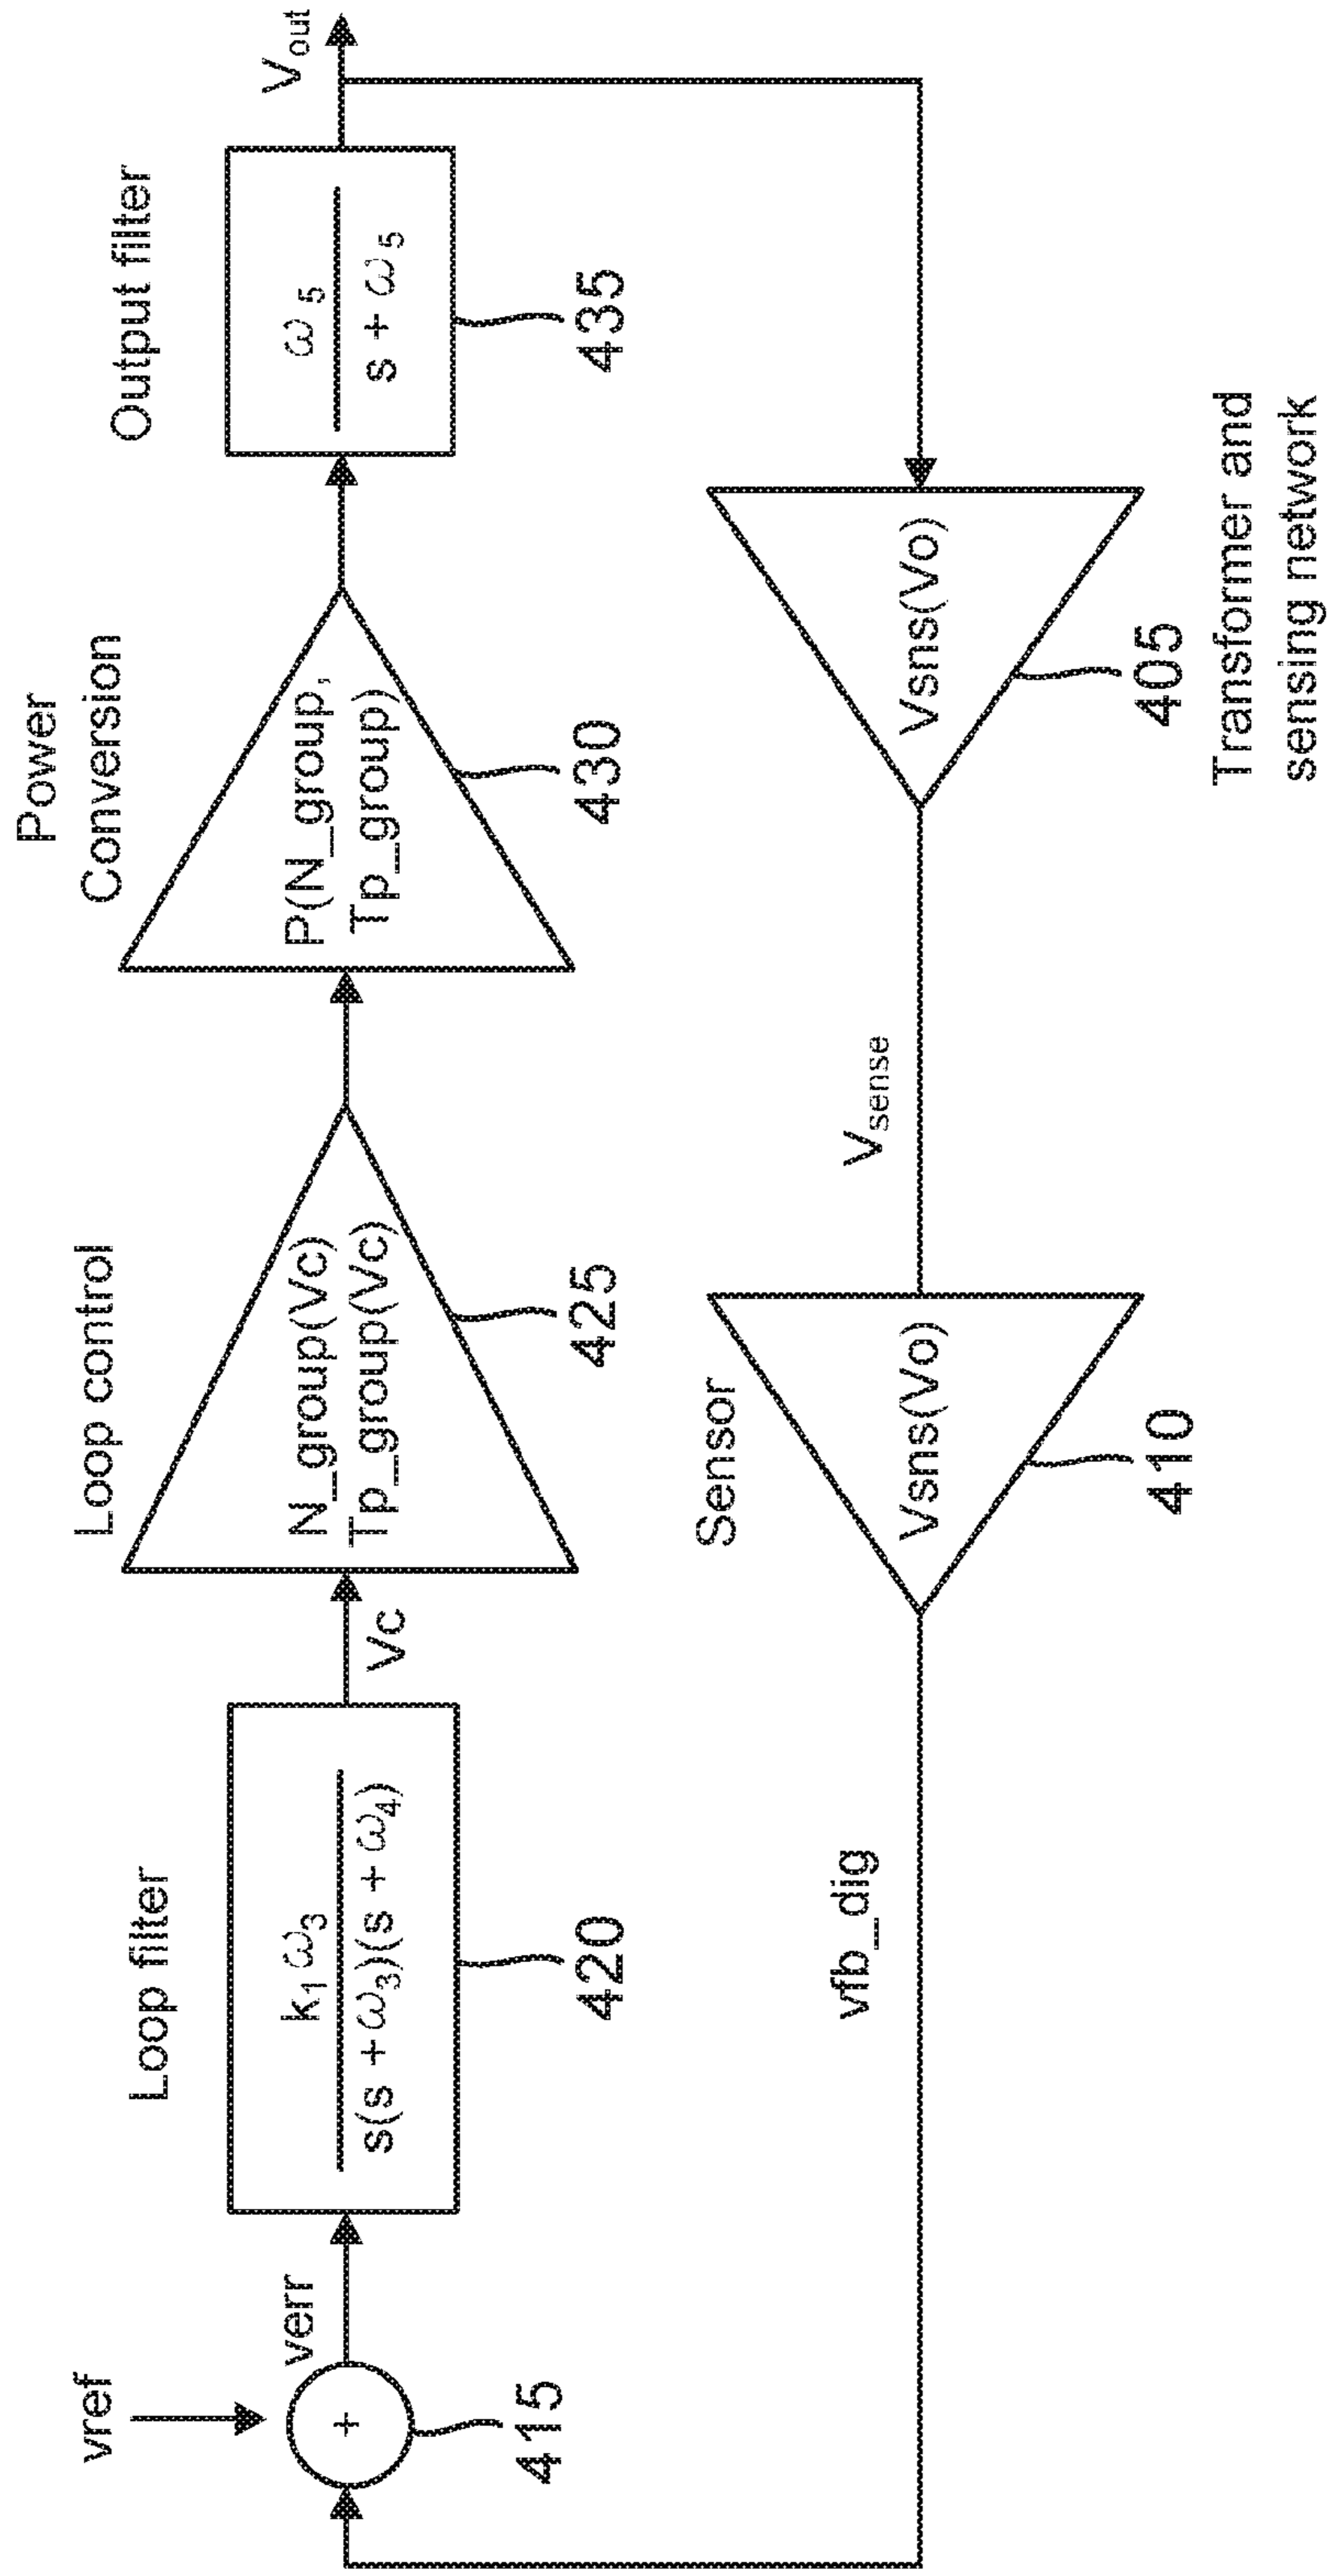 vref
verr
+
415
Loop filter
k₁ω₃
s(s + ω₃)(s + ω₄)
420
Vc
Loop control
N_group(Vc)
Tp_group(Vc)
425
Power
Conversion
P(N_group,
Tp_group)
430
Output filter
ω₅
s + ω₅
435
Vout
vfb_dig
Sensor
Vsns(Vo)
410
Vsense
Vsns(Vo)
405
Transformer and
sensing network